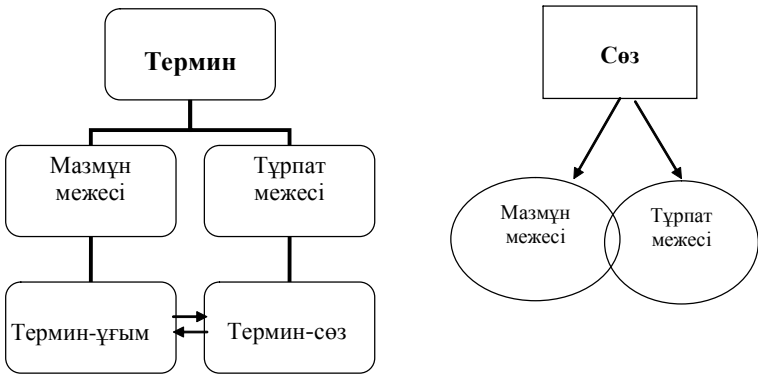 Термин
Мазмұн
межесі
Тұрпат
межесі
Термин-ұғым
Термин-сөз
Сөз
Мазмұн
межесі
Тұрпат
межесі